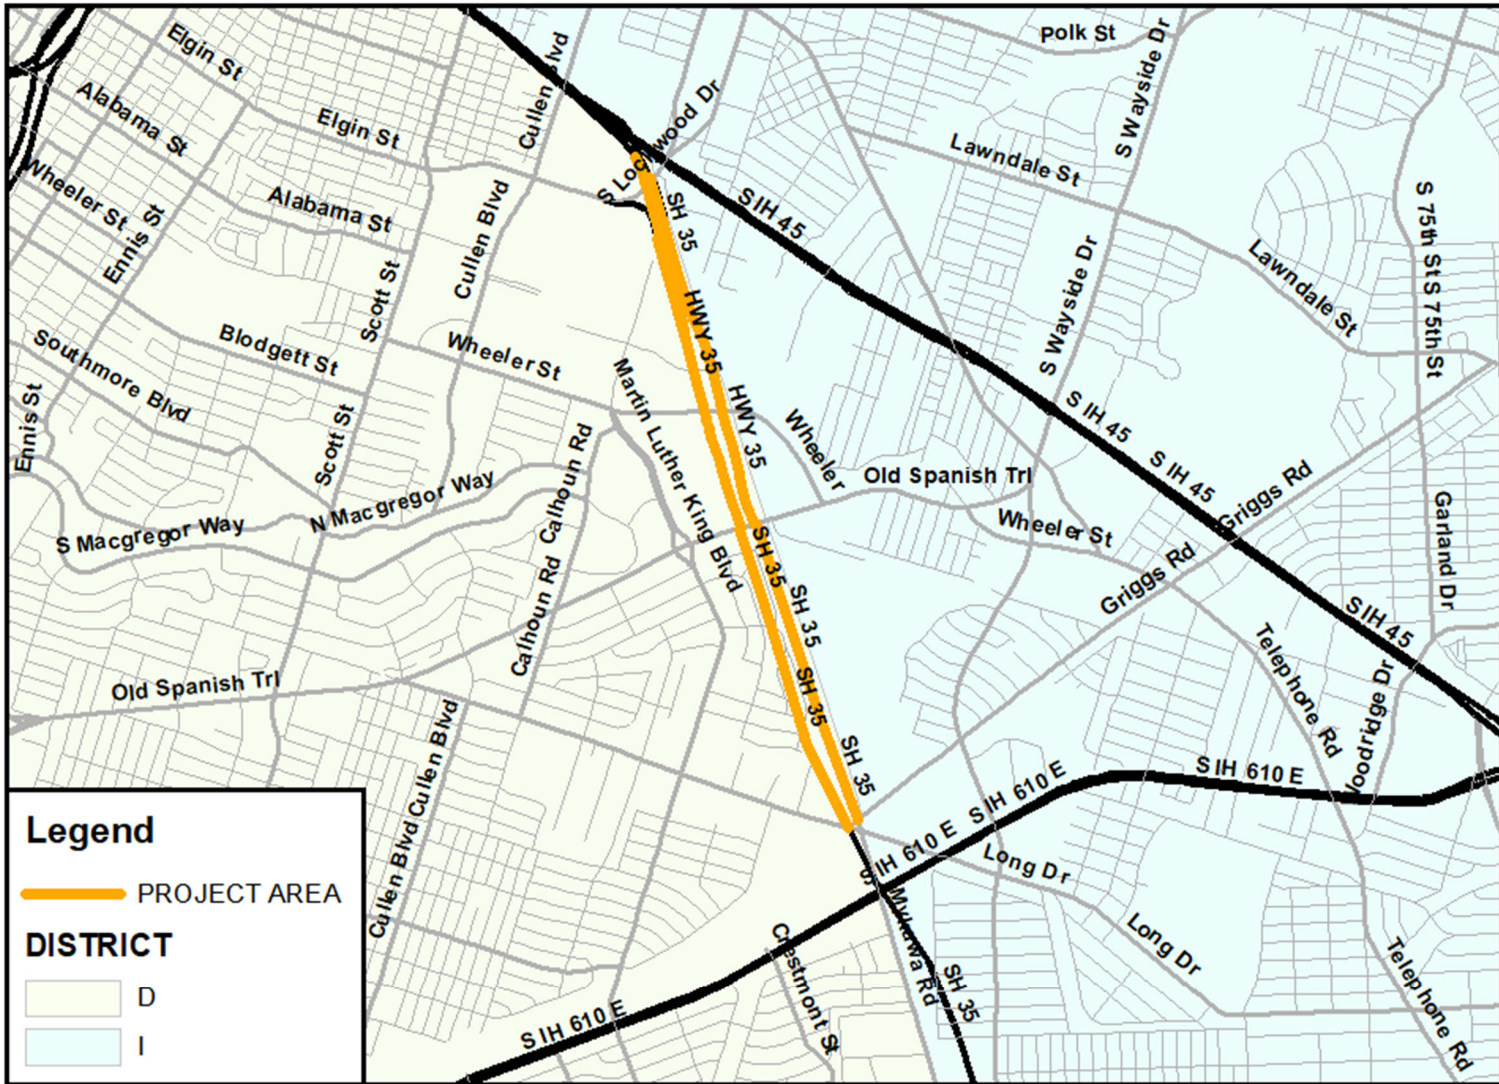 Elgin St
Polk St
Cullen Blvd
S Wayside Dr
Alabama St
Elgin St
S Lockwood Dr
Lawndale St
Wheeler St
Ennis St
Alabama St
Cullen Blvd
SH 35
S IH 45
S 75th St
S 75th St
Scott St
S Wayside Dr
Lawndale St
HWY 35
Southmore Blvd
Blodgett St
Wheeler St
Martin Luther King Blvd
HWY 35
Wheeler
S IH 45
Ennis St
Scott St
Calhoun Rd
Old Spanish Trl
S IH 45
Griggs Rd
S Macgregor Way
N Macgregor Way
SH 35
Wheeler St
Garland Dr
Calhoun Rd
SH 35
Griggs Rd
S IH 45
Old Spanish Trl
SH 35
Telephone Rd
Woodridge Dr
Cullen Blvd
SH 35
S IH 610 E
S IH 610 E
Cullen Blvd
S IH 610 E
Long Dr
S Mykawa Rd
Long Dr
Crestmont St
SH 35
Telephone Rd
S IH 610 E
Legend
PROJECT AREA
DISTRICT
D
I